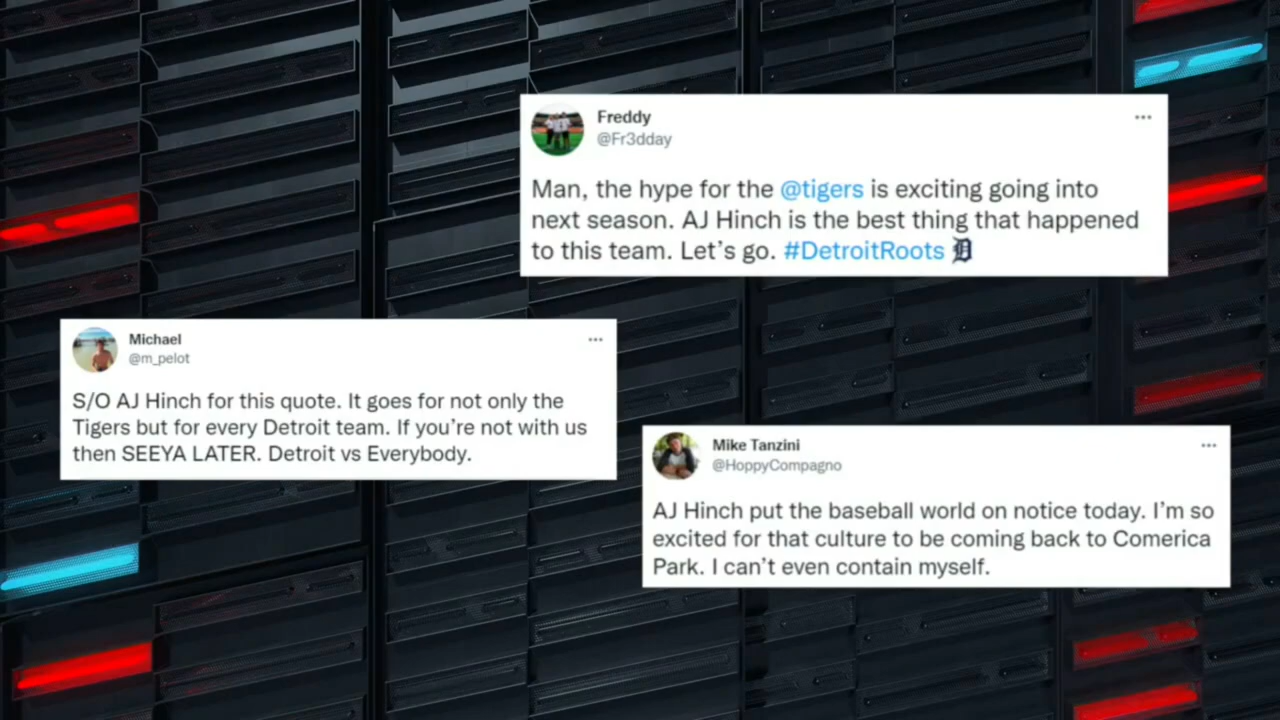 Freddy
@Fr3dday
Man, the hype for the @tigers is exciting going into
next season. AJ Hinch is the best thing that happened
to this team. Let’s go. #DetroitRoots
Michael
@m_pelot
S/O AJ Hinch for this quote. It goes for not only the
Tigers but for every Detroit team. If you’re not with us
then SEEYA LATER. Detroit vs Everybody.
Mike Tanzini
@HoppyCompagno
AJ Hinch put the baseball world on notice today. I’m so
excited for that culture to be coming back to Comerica
Park. I can’t even contain myself.